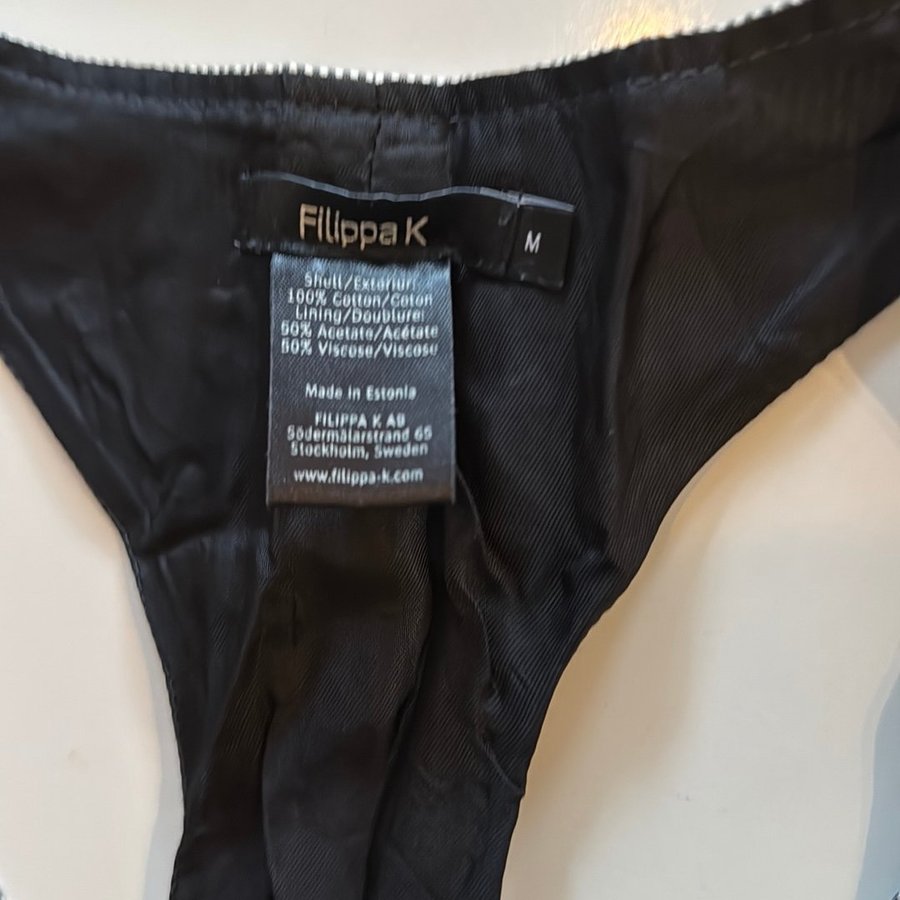 Filippa K
M
Shell/Exterior:
100% Cotton/Coton
Lining/Doublure:
50% Acetate/Acétate
50% Viscose/Viscose
Made in Estonia
FILIPPA K AB
Södermälarstrand 65
Stockholm, Sweden
www.filippa-k.com